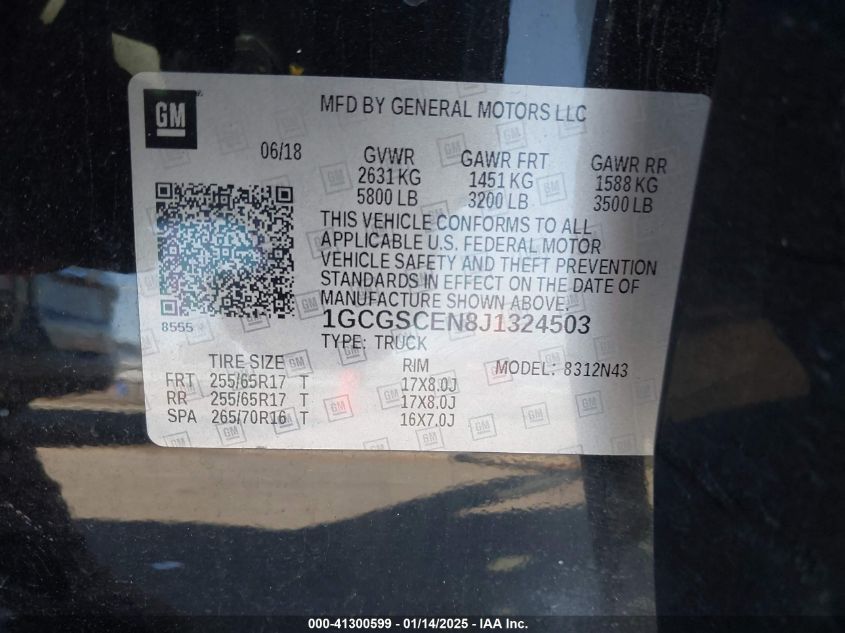 GM
MFD BY GENERAL MOTORS LLC
06/18
GVWR GAWR FRT GAWR RR
2631 KG 1451 KG 1588 KG
5800 LB 3200 LB 3500 LB
THIS VEHICLE CONFORMS TO ALL
APPLICABLE U.S. FEDERAL MOTOR
VEHICLE SAFETY AND THEFT PREVENTION
STANDARDS IN EFFECT ON THE DATE OF
MANUFACTURE SHOWN ABOVE.
8555
1GCGSCEN8J1324503
TYPE: TRUCK
TIRE SIZE RIM MODEL: 8312N43
FRT 255/65R17 T 17X8.0J
RR 255/65R17 T 17X8.0J
SPA 265/70R16 T 16X7.0J
000-41300599 - 01/14/2025 - IAA Inc.